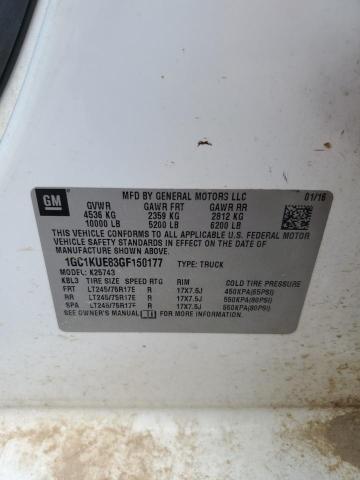 GM
MFD BY GENERAL MOTORS LLC 01/16
GVWR GAWR FRT GAWR RR
4536 KG 2359 KG 2812 KG
10000 LB 5200 LB 6200 LB
THIS VEHICLE CONFORMS TO ALL APPLICABLE U.S. FEDERAL MOTOR
VEHICLE SAFETY STANDARDS IN EFFECT ON THE DATE OF
MANUFACTURE SHOWN ABOVE.
1GC1KUE83GF150177 TYPE: TRUCK
MODEL: K25743
KBL3 TIRE SIZE SPEED RTG RIM COLD TIRE PRESSURE
FRT LT245/75R17E R 17X7.5J 450KPA(65PSI)
RR LT245/75R17E R 17X7.5J 550KPA(80PSI)
SPA LT245/75R17E R 17X7.5J 550KPA(80PSI)
SEE OWNER'S MANUAL FOR MORE INFORMATION.